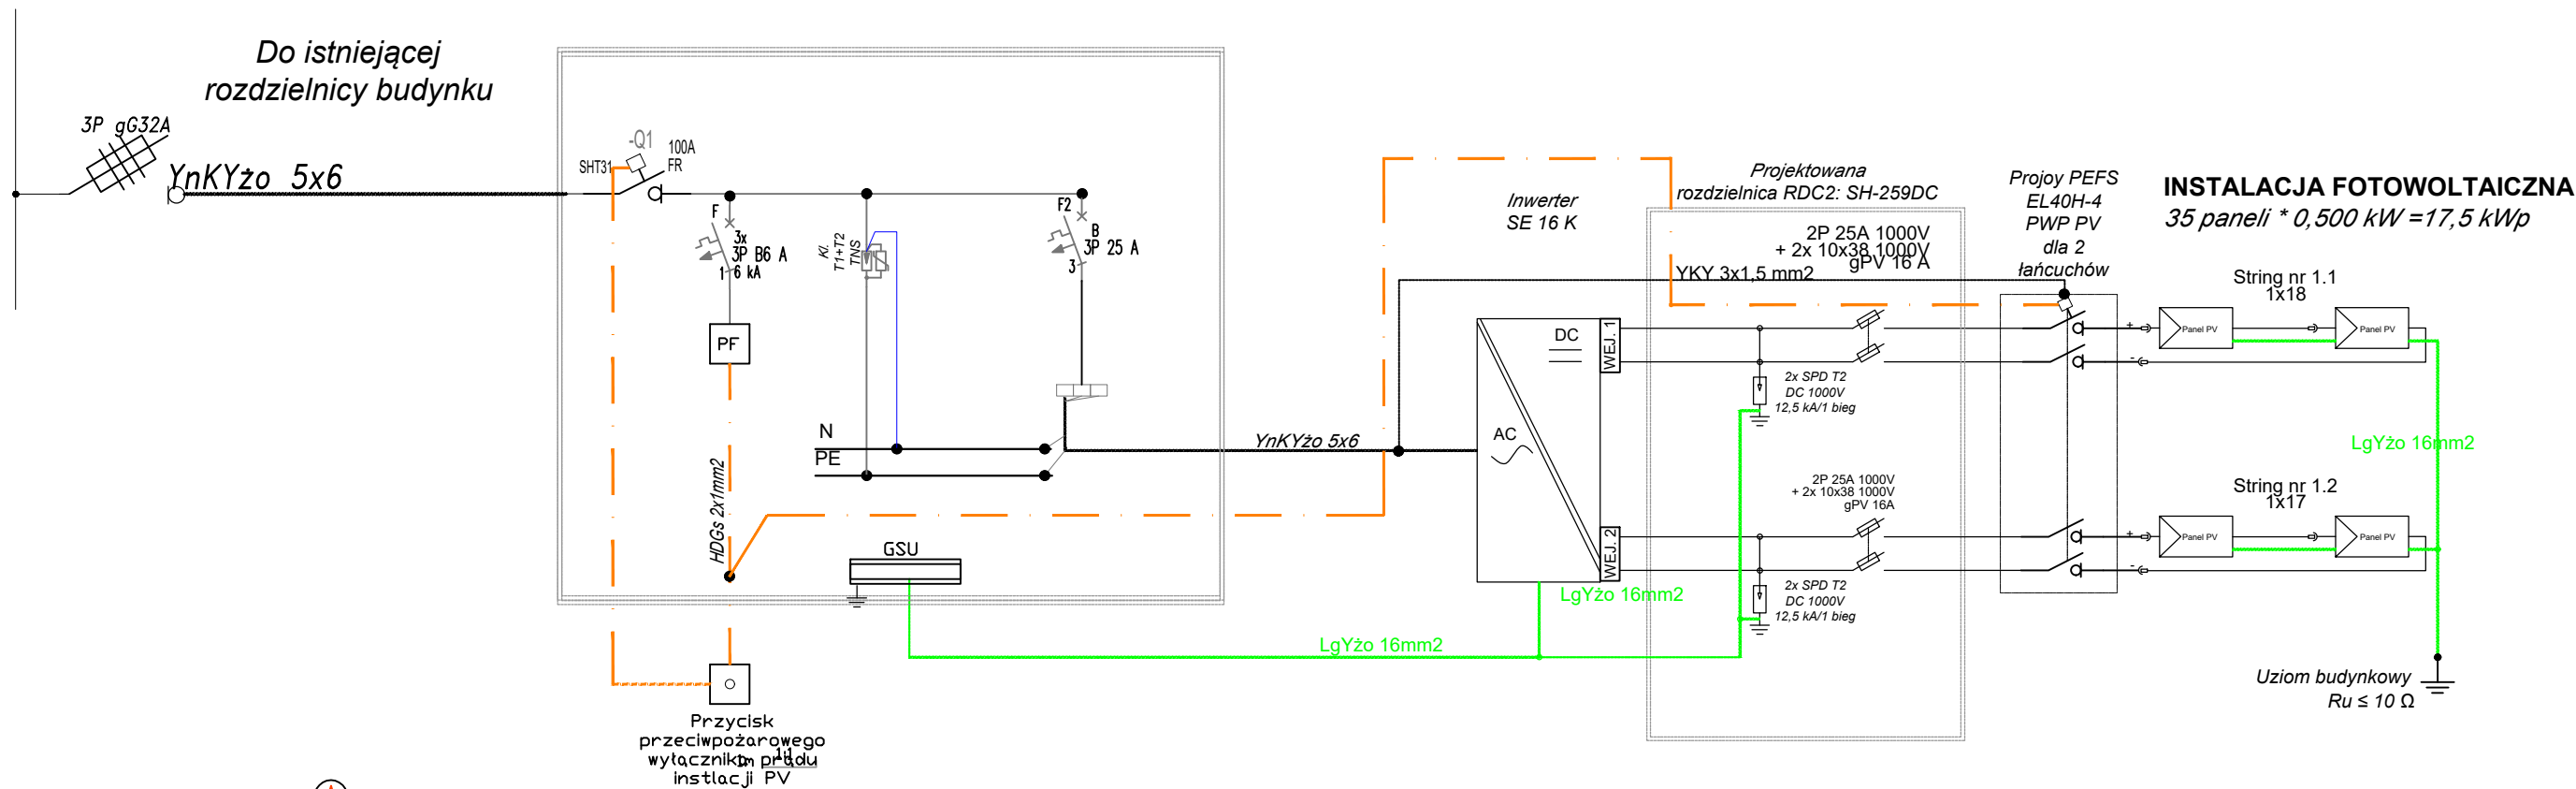 Do istniejącej
rozdzielnicy budynku
3P gG32A
YnKYżo 5x6
-Q1
SHT31
100A
FR
F
3x
3P B6 A
1
6 kA
PF
Kl.
T1+T2
TNS
F2
B
3P 25 A
3
N
PE
HDGs 2x1mm2
GSU
Przycisk
przeciwpożarowego
instlacji PV
YnKYżo 5x6
LgYżo 16mm2
Inwerter
SE 16 K
DC
AC
WEJ. 1
WEJ. 2
LgYżo 16mm2
Projektowana
rozdzielnica RDC2: SH-259DC
2P 25A 1000V
+ 2x 10x38 1000V
gPV 16 A
YKY 3x1,5 mm2
2x SPD T2
DC 1000V
12,5 kA/1 bieg
2P 25A 1000V
+ 2x 10x38 1000V
gPV 16A
2x SPD T2
DC 1000V
12,5 kA/1 bieg
Projoy PEFS
EL40H-4
PWP PV
dla 2
łańcuchów
INSTALACJA FOTOWOLTAICZNA
35 paneli * 0,500 kW =17,5 kWp
String nr 1.1
1x18
+
-
Panel PV
Panel PV
LgYżo 16mm2
String nr 1.2
1x17
+
-
Panel PV
Panel PV
Uziom budynkowy
Ru ≤ 10 Ω